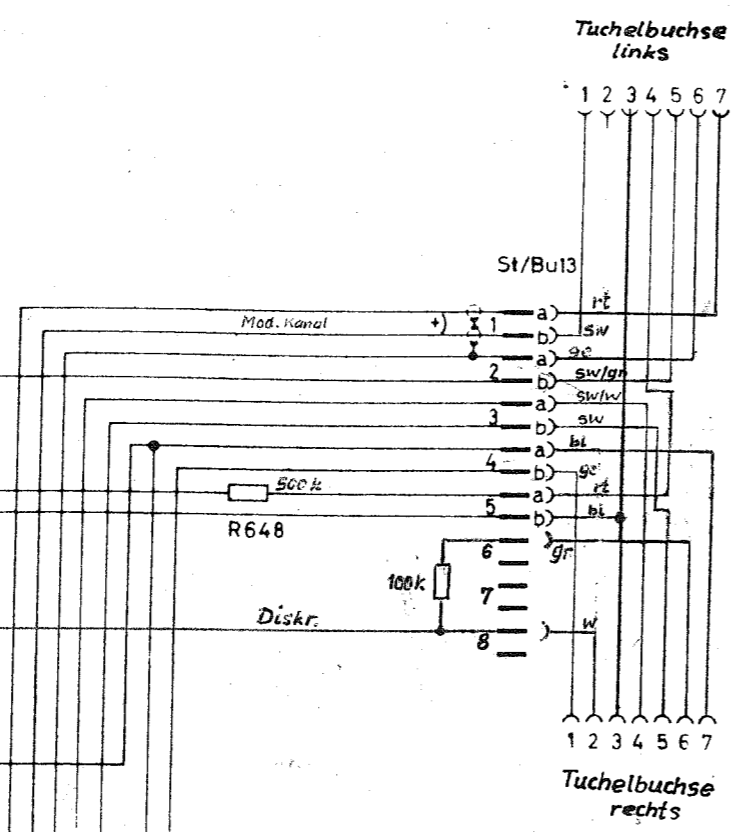 Tuchelbuchse
links
1 2 3 4 5 6 7
St/Bu13
a rt
Mod. Kanal +) 1
b sw
a ge
2 b sw/gr
a sw/w
3 b sw
a bl
4 b ge
500k a rt
R648
5 b bl
6 gr
100k
7
Diskr. w
8
1 2 3 4 5 6 7
Tuchelbuchse
rechts